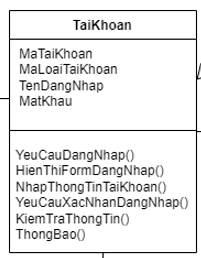 TaiKhoan
MaTaiKhoan
MaLoaiTaiKhoan
TenDangNhap
MatKhau
YeuCauDangNhap()
HienThiFormDangNhap()
NhapThongTinTaiKhoan()
YeuCauXacNhanDangNhap()
KiemTraThongTin()
ThongBao()